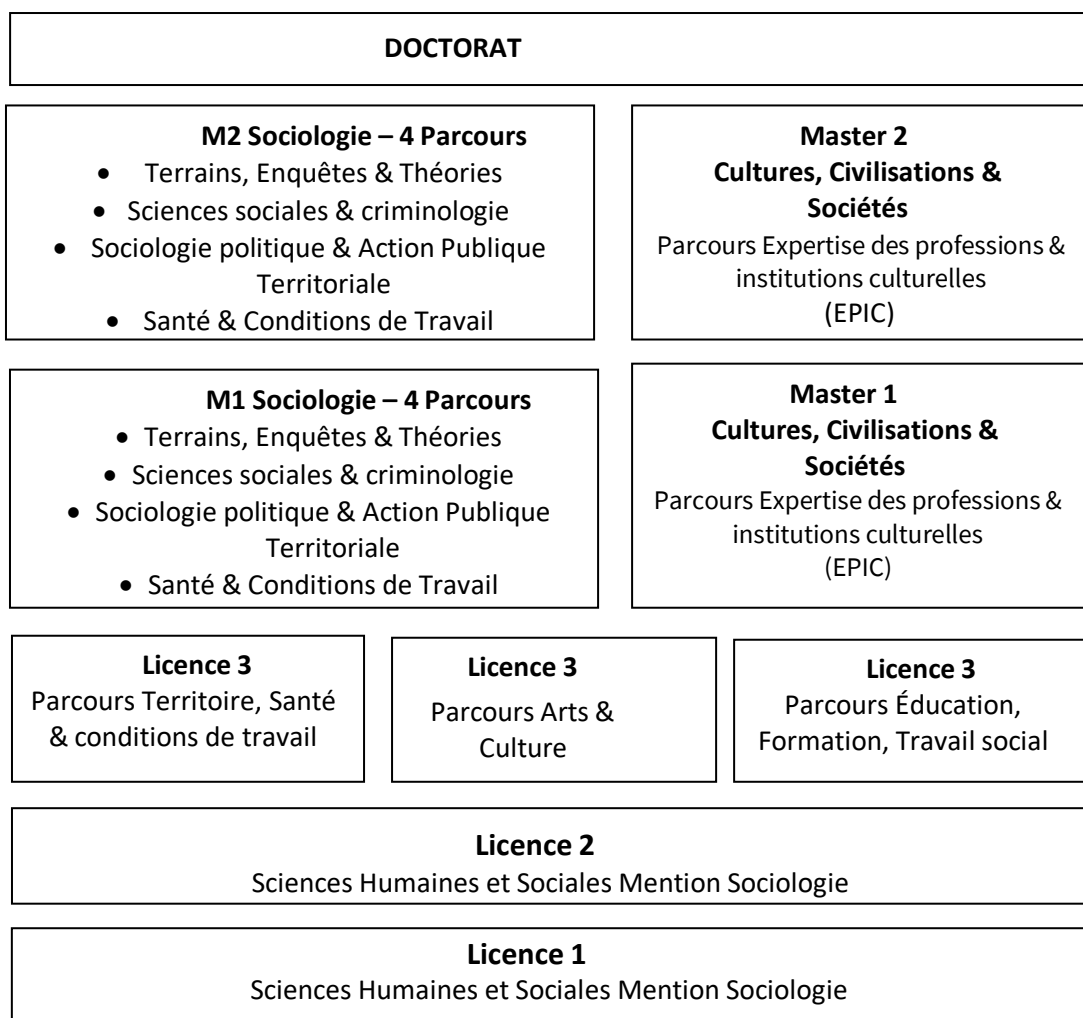 DOCTORAT
M2 Sociologie – 4 Parcours
• Terrains, Enquêtes & Théories
• Sciences sociales & criminologie
• Sociologie politique & Action Publique
Territoriale
• Santé & Conditions de Travail
Master 2
Cultures, Civilisations &
Sociétés
Parcours Expertise des professions &
institutions culturelles
(EPIC)
M1 Sociologie – 4 Parcours
• Terrains, Enquêtes & Théories
• Sciences sociales & criminologie
• Sociologie politique & Action Publique
Territoriale
• Santé & Conditions de Travail
Master 1
Cultures, Civilisations &
Sociétés
Parcours Expertise des professions &
institutions culturelles
(EPIC)
Licence 3
Parcours Territoire, Santé
& conditions de travail
Licence 3
Parcours Arts &
Culture
Licence 3
Parcours Éducation,
Formation, Travail social
Licence 2
Sciences Humaines et Sociales Mention Sociologie
Licence 1
Sciences Humaines et Sociales Mention Sociologie